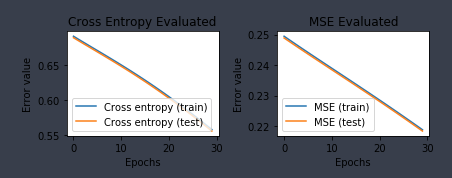 Cross Entropy Evaluated
Error value
0.65
0.60
0.55
Cross entropy (train)
Cross entropy (test)
0
10
20
30
Epochs
MSE Evaluated
Error value
0.25
0.24
0.23
0.22
MSE (train)
MSE (test)
0
10
20
30
Epochs